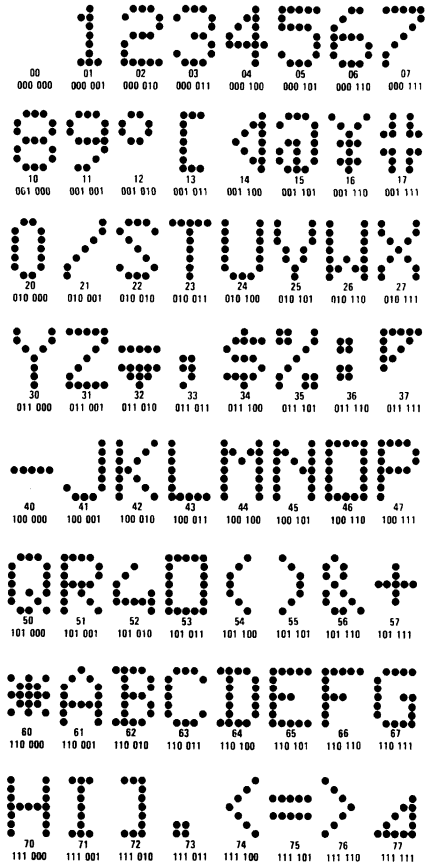 1 2 3 4 5 6 7
00 01 02 03 04 05 06 07
000 000 000 001 000 010 000 011 000 100 000 101 000 110 000 111
8 9 ° [ @ ¥ #
10 11 12 13 14 15 16 17
001 000 001 001 001 010 001 011 001 100 001 101 001 110 001 111
0 / S T U V W X
20 21 22 23 24 25 26 27
010 000 010 001 010 010 010 011 010 100 010 101 010 110 010 111
Y Z ; $ % :
30 31 32 33 34 35 36 37
011 000 011 001 011 010 011 011 011 100 011 101 011 110 011 111
- J K L M N O P
40 41 42 43 44 45 46 47
100 000 100 001 100 010 100 011 100 100 100 101 100 110 100 111
Q R ( ) & +
50 51 52 53 54 55 56 57
101 000 101 001 101 010 101 011 101 100 101 101 101 110 101 111
* A B C D E F G
60 61 62 63 64 65 66 67
110 000 110 001 110 010 110 011 110 100 110 101 110 110 110 111
H I ] . < = >
70 71 72 73 74 75 76 77
111 000 111 001 111 010 111 011 111 100 111 101 111 110 111 111